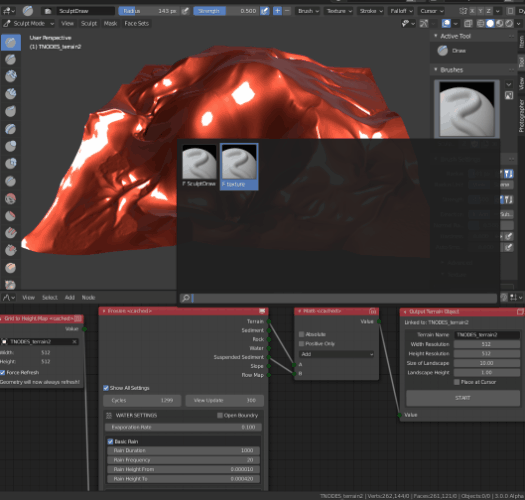 SculptDraw Radius 143 px Strength 0.500 Brush Texture Stroke Falloff Cursor X Y Z
Sculpt Mode View Sculpt Mask Face Sets
User Perspective
(1) TNODES_terrain2
Active Tool
Draw
Brushes
Item
Tool
View
Photographer
F SculptDraw
F texture
View Select Add Node
Grid to Height Map <cached>
Value
TNODES_terrain2
Width: 512
Height: 512
Force Refresh
Geometry will now always refresh!
Erosion <cached>
Terrain
Sediment
Rock
Water
Suspended Sediment
Slope
Flow Map
Show All Settings
Cycles 1299 View Update 300
WATER SETTINGS Open Boundry
Evaporation Rate 0.100
Basic Rain
Rain Duration 1000
Rain Frequency 20
Rain Height From 0.000010
Rain Height To 0.000420
Math <cached>
Value
Absolute
Positive Only
Add
A
B
Output Terrain Object
Linked to: TNODES_terrain2
Terrain Name TNODES_terrain2
Width Resolution 512
Height Resolution 512
Size of Landscape 10.00
Landscape Height 1.00
Place at Cursor
START
Value
TNODES_terrain2 | Verts:262,144/0 | Faces:261,121/0 | Objects:0/0 | 3.0.0 Alpha